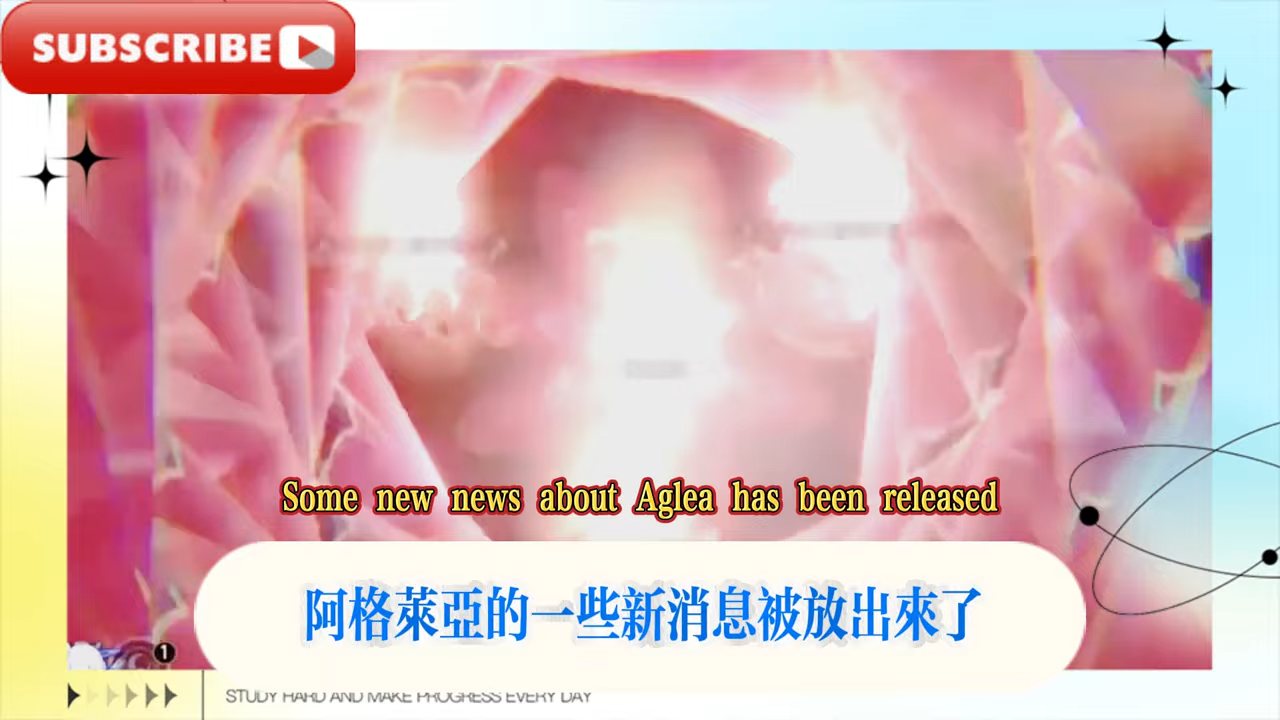 SUBSCRIBE
Some new news about Aglea has been released
阿格萊亞的一些新消息被放出來了
1
STUDY HARD AND MAKE PROGRESS EVERY DAY